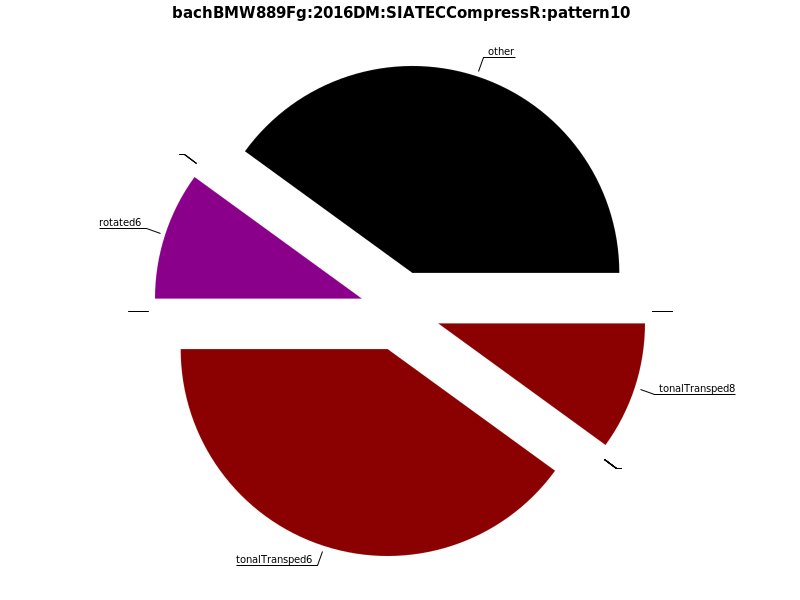 bachBMW889Fg:2016DM:SIATECCompressR:pattern10
other
rotated6
tonalTransped8
tonalTransped6